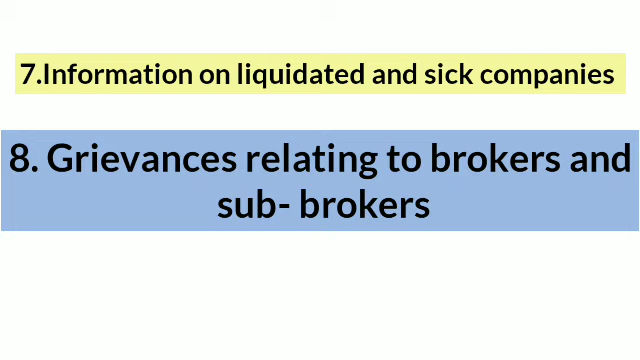 7.Information on liquidated and sick companies
8. Grievances relating to brokers and
sub- brokers